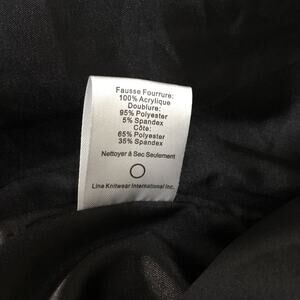 Fausse Fourrure:
100% Acrylique
Doublure:
95% Polyester
5% Spandex
Côte:
65% Polyester
35% Spandex
Nettoyer à Sec Seulement
Line Knitwear International Inc.